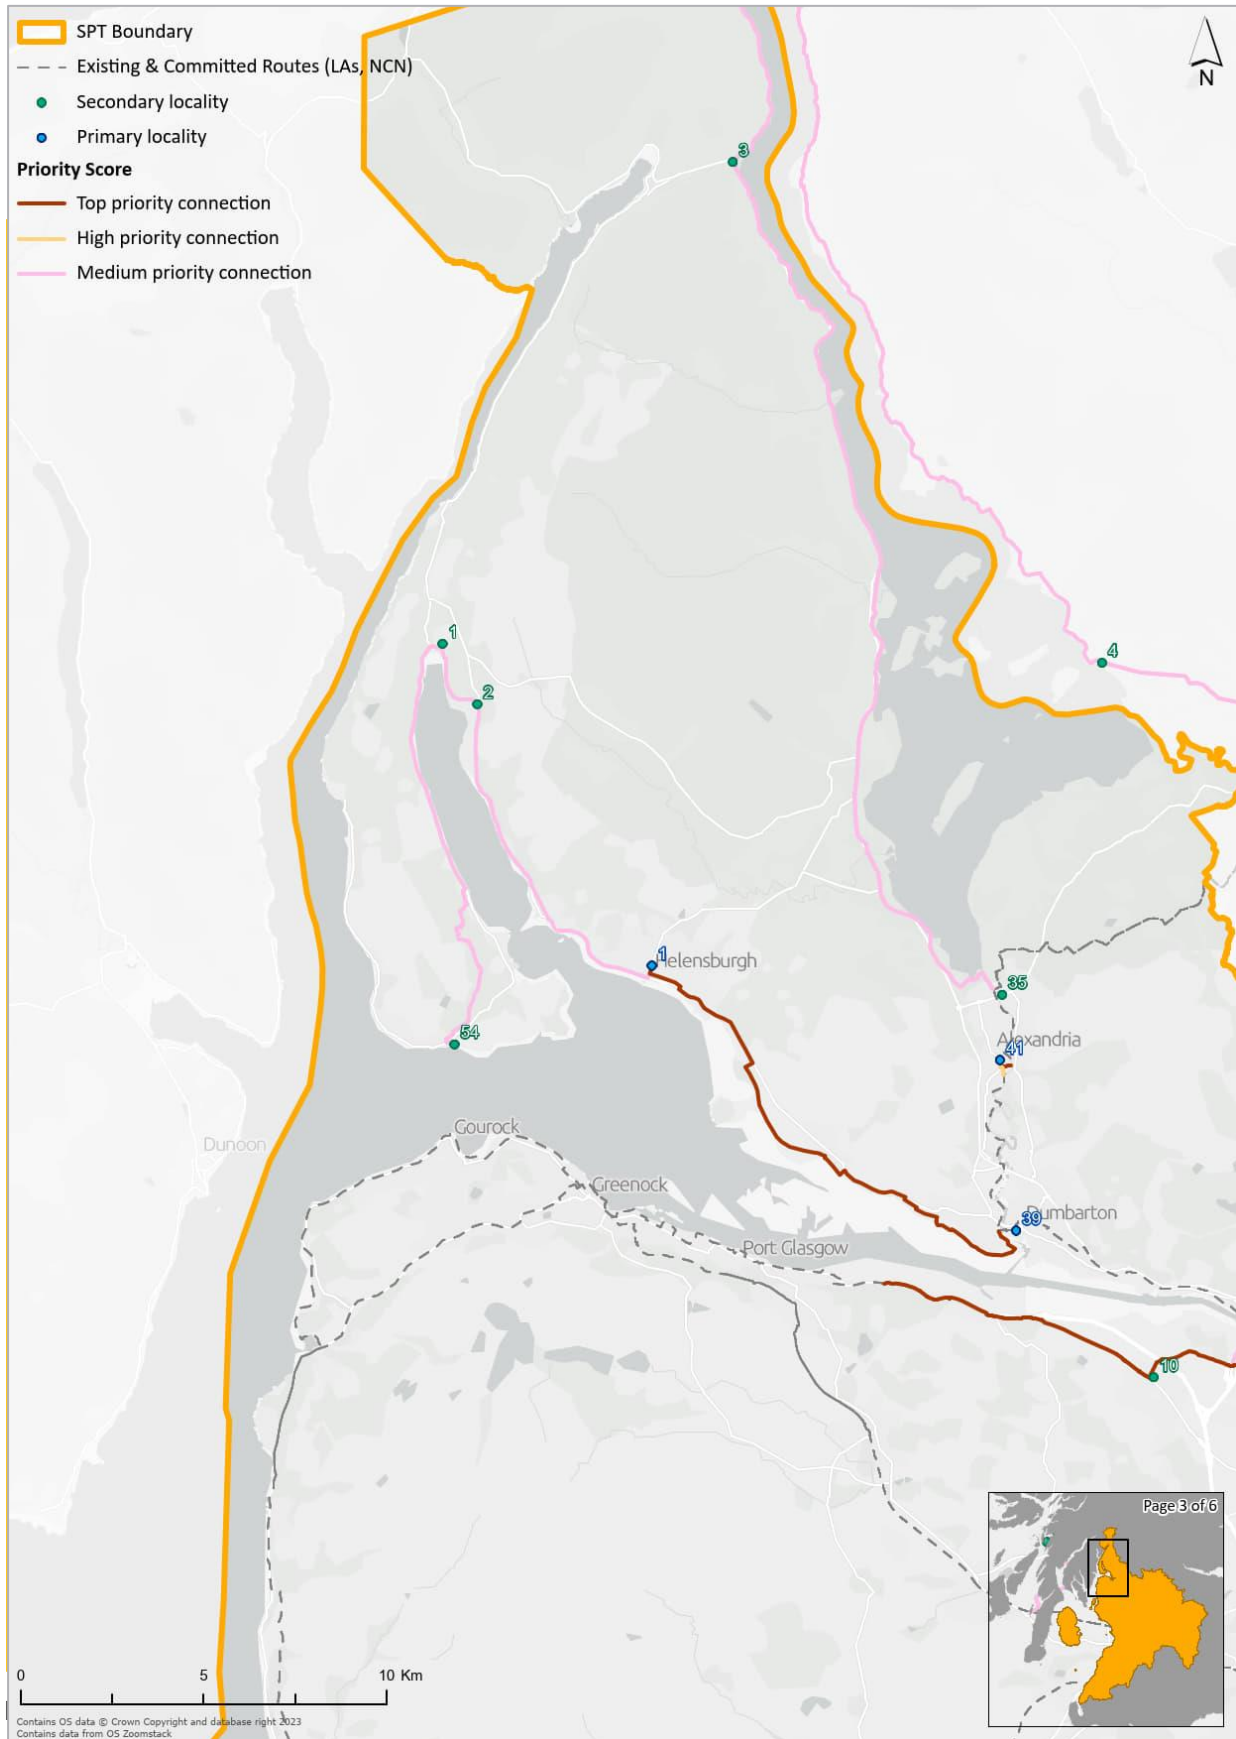 SPT Boundary
Existing & Committed Routes (LAs, NCN)
Secondary locality
Primary locality
Priority Score
Top priority connection
High priority connection
Medium priority connection
N
3
1
4
2
1
Helensburgh
35
54
Alexandria
41
Gourock
Dunoon
Greenock
39
Dumbarton
Port Glasgow
10
Page 3 of 6
0 5 10 Km
Contains OS data © Crown Copyright and database right 2023
Contains data from OS Zoomstack